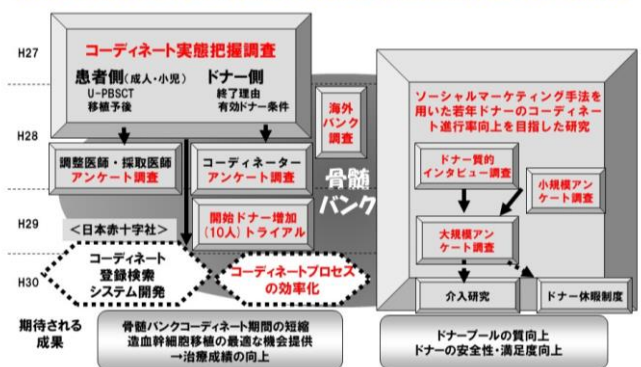 H27
コーディネート実態把握調査
患者側(成人・小児)
U-PBSCT
移植予後
ドナー側
終了理由
有効ドナー条件
海外
バンク
調査
H28
調整医師・採取医師
アンケート調査
コーディネーター
アンケート調査
骨髄
バンク
H29
<日本赤十字社>
開始ドナー増加
(10人)トライアル
H30
コーディネート
登録検索
システム開発
コーディネートプロセス
の効率化
期待される
成果
骨髄バンクコーディネート期間の短縮
造血幹細胞移植の最適な機会提供
→治療成績の向上
ソーシャルマーケティング手法を
用いた若年ドナーのコーディネ
ート進行率向上を目指した研究
ドナー質的
インタビュー調査
小規模アン
ケート調査
大規模アン
ケート調査
介入研究
ドナー休暇制度
ドナープールの質向上
ドナーの安全性・満足度向上